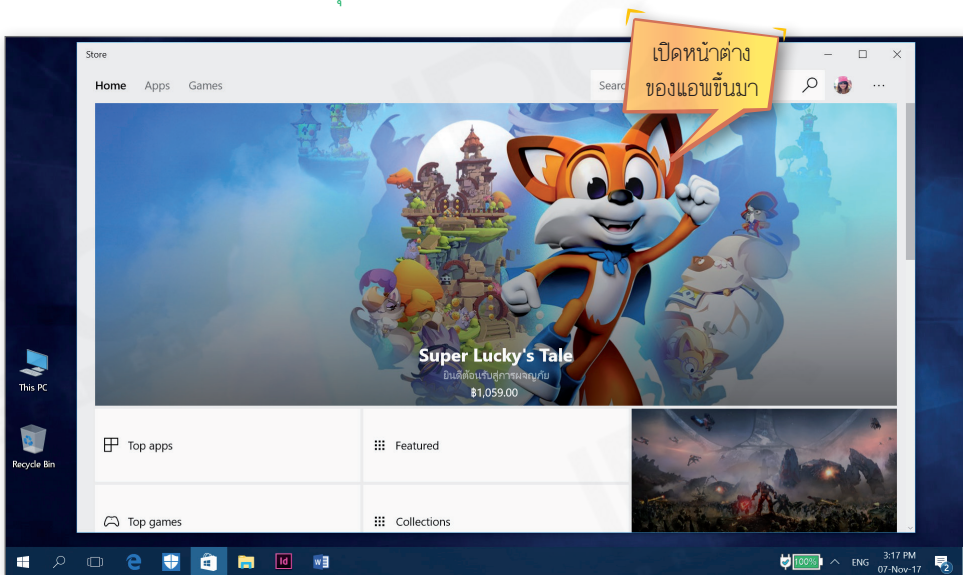 Store
เปิดหน้าต่าง
ของแอพขึ้นมา
Home Apps Games
Super Lucky's Tale
ยินดีต้อนรับสู่การผจญภัย
฿1,059.00
This PC
Recycle Bin
Top apps
Featured
Top games
Collections
Id
100%
ENG
3:17 PM
07-Nov-17
2